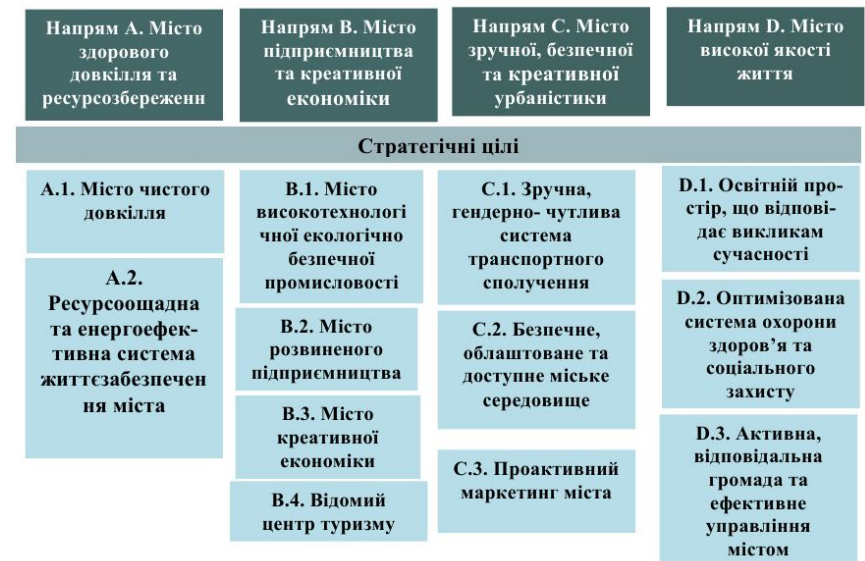 Напрям A. Місто
здорового
довкілля та
ресурсозбереженн
Напрям B. Місто
підприємництва
та креативної
економіки
Напрям C. Місто
зручної, безпечної
та креативної
урбаністики
Напрям D. Місто
високої якості
життя
Стратегічні цілі
A.1. Місто чистого
довкілля
A.2.
Ресурсоощадна
та енергоефек-
тивна система
життєзабезпечен
ня міста
B.1. Місто
високотехнологі
чної екологічно
безпечної
промисловості
B.2. Місто
розвиненого
підприємництва
B.3. Місто
креативної
економіки
B.4. Відомий
центр туризму
C.1. Зручна,
гендерно- чутлива
система
транспортного
сполучення
C.2. Безпечне,
облаштоване та
доступне міське
середовище
C.3. Проактивний
маркетинг міста
D.1. Освітній про-
стір, що відпові-
дає викликам
сучасності
D.2. Оптимізована
система охорони
здоров’я та
соціального
захисту
D.3. Активна,
відповідальна
громада та
ефективне
управління
містом